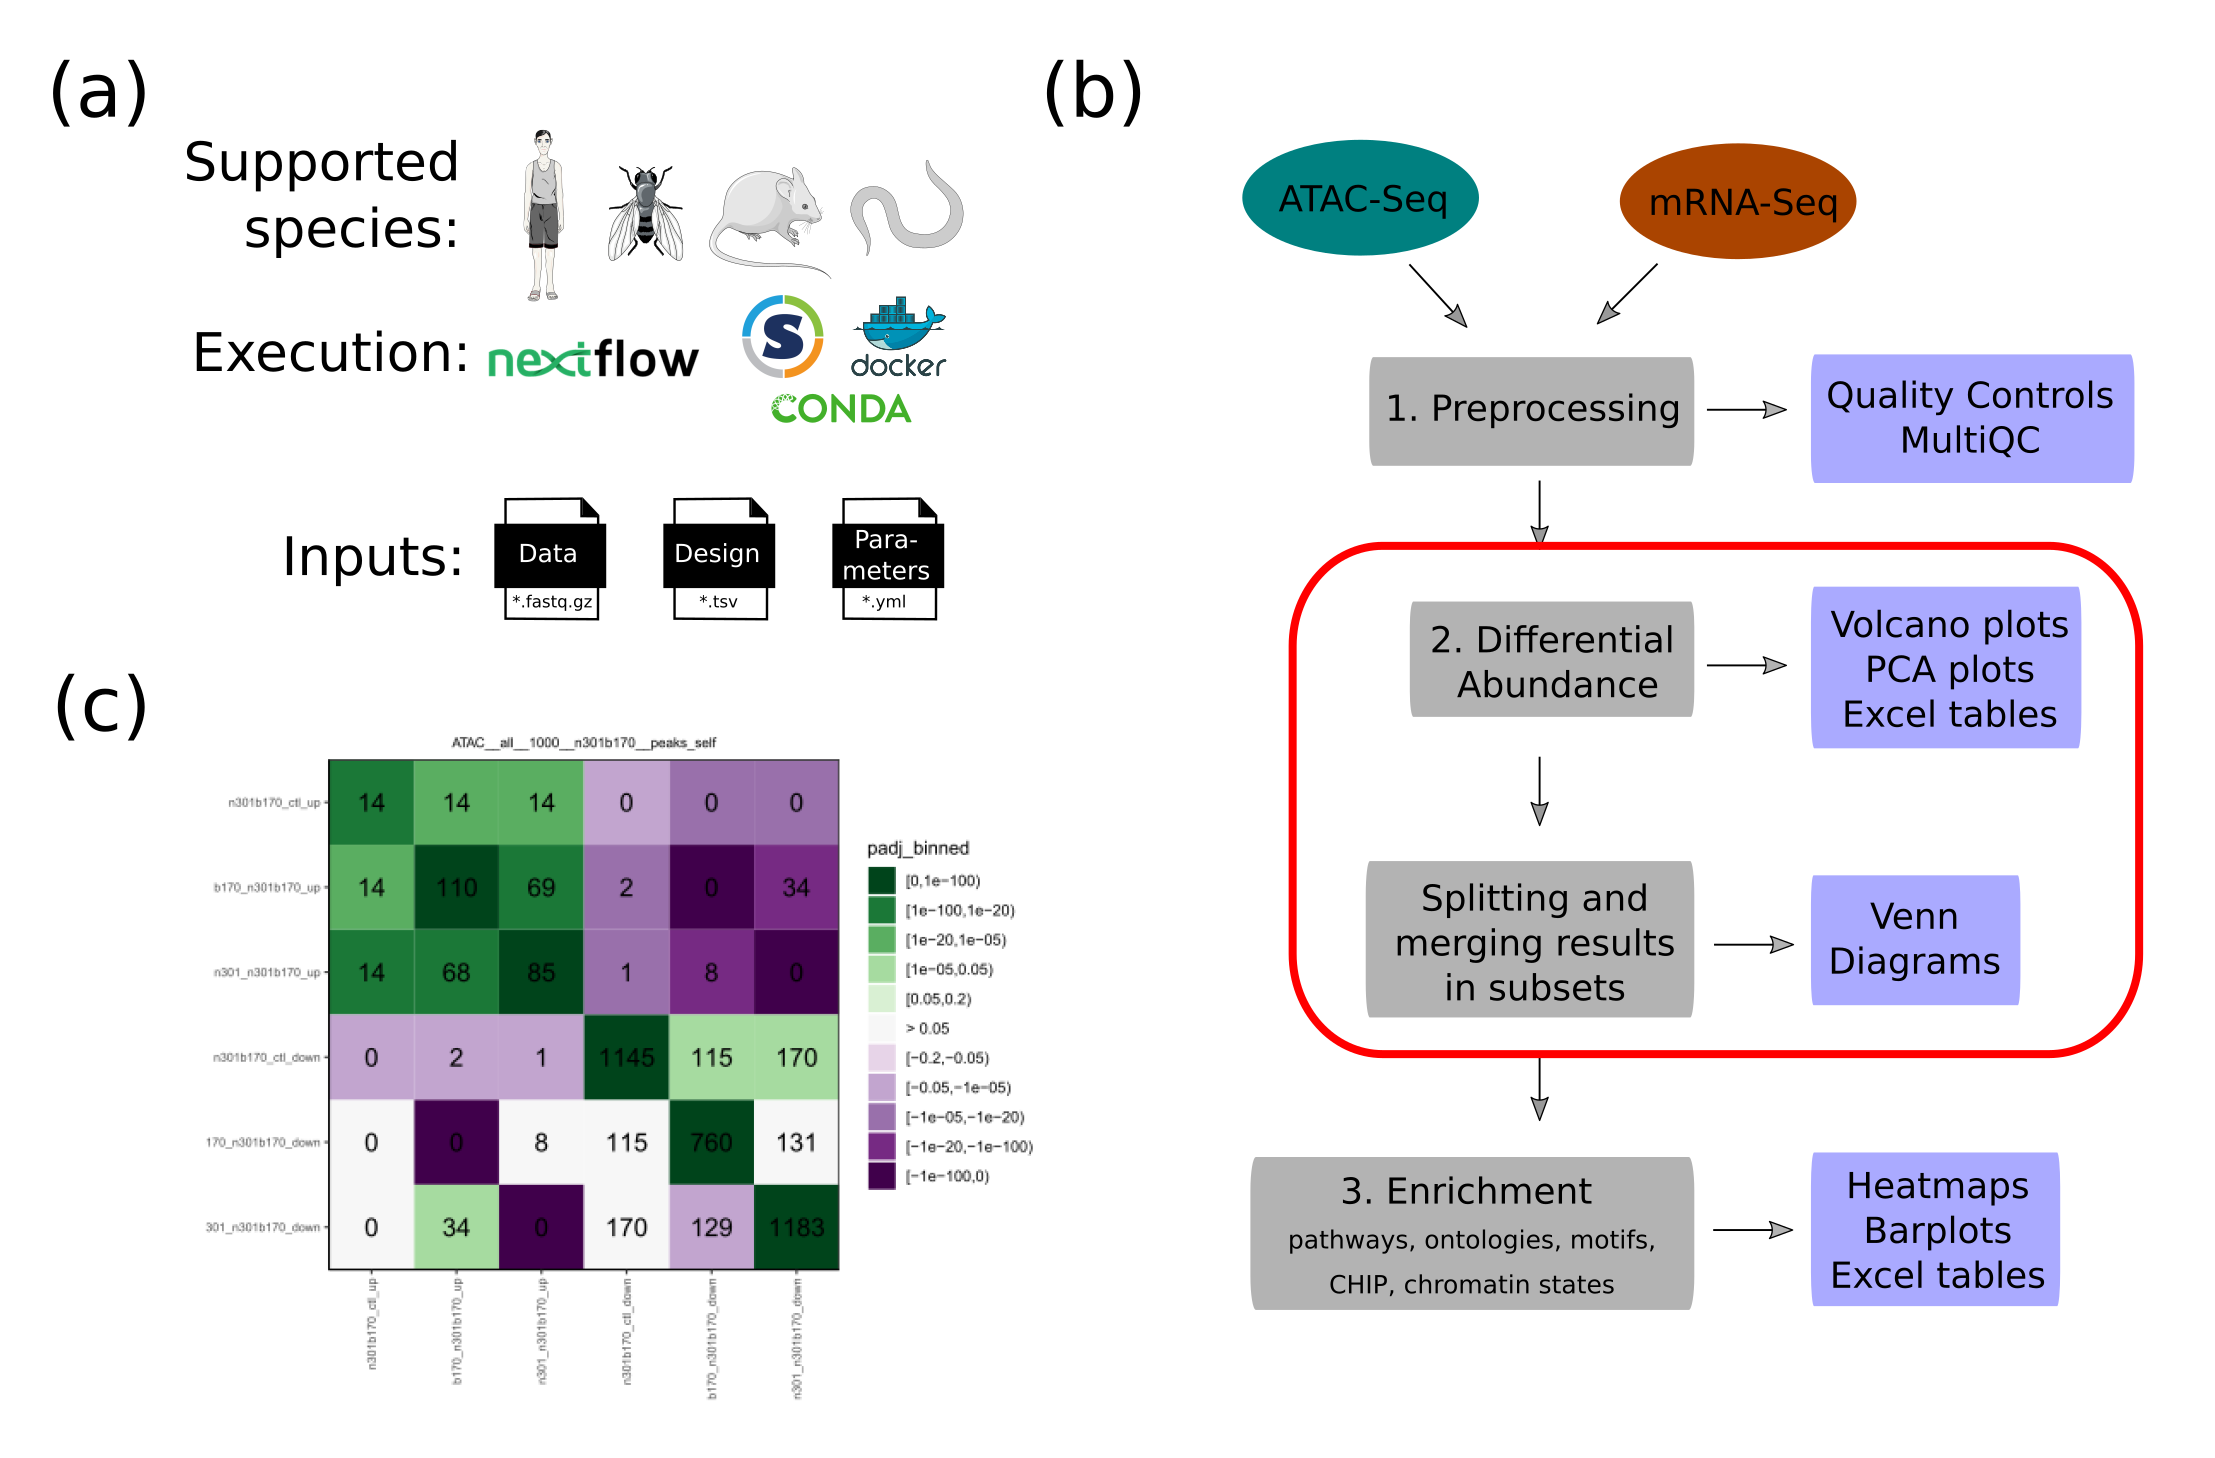 (a)
Supported
species:
Execution:
nextflow
S
docker
CONDA
Inputs:
Data
*.fastq.gz
Design
*.tsv
Para-
meters
*.yml
(b)
ATAC-Seq
mRNA-Seq
1. Preprocessing
Quality Controls
MultiQC
2. Differential
Abundance
Volcano plots
PCA plots
Excel tables
Splitting and
merging results
in subsets
Venn
Diagrams
3. Enrichment
pathways, ontologies, motifs,
CHIP, chromatin states
Heatmaps
Barplots
Excel tables
(c)
ATAC__all__1000__n301b170__peaks_self
n301b170_ctl_up 14 14 14 0 0 0
b170_n301b170_up 14 110 69 2 0 34
n301_n301b170_up 14 68 85 1 8 0
n301b170_ctl_down 0 2 1 1145 115 170
170_n301b170_down 0 0 8 115 760 131
301_n301b170_down 0 34 0 170 129 1183
n301b170_ctl_up
b170_n301b170_up
n301_n301b170_up
n301b170_ctl_down
b170_n301b170_down
n301_n301b170_down
padj_binned
[0,1e−100)
[1e−100,1e−20)
[1e−20,1e−05)
[1e−05,0.05)
[0.05,0.2)
> 0.05
[−0.2,−0.05)
[−0.05,−1e−05)
[−1e−05,−1e−20)
[−1e−20,−1e−100)
[−1e−100,0)